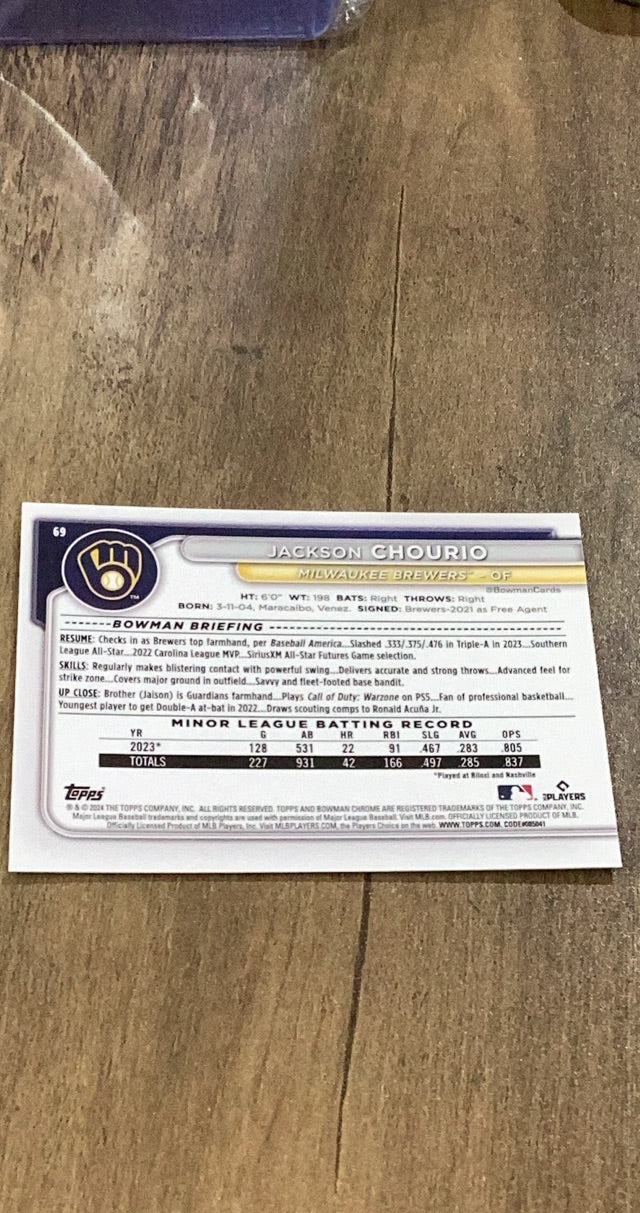 69
JACKSON CHOURIO
MILWAUKEE BREWERS™ - OF
@BowmanCards
HT: 6'0" WT: 198 BATS: Right THROWS: Right
BORN: 3-11-04, Maracaibo, Venez. SIGNED: Brewers-2021 as Free Agent
BOWMAN BRIEFING
RESUME: Checks in as Brewers top farmhand, per Baseball America...Slashed .333/.375/.476 in Triple-A in 2023...Southern
League All-Star...2022 Carolina League MVP...SiriusXM All-Star Futures Game selection.
SKILLS: Regularly makes blistering contact with powerful swing...Delivers accurate and strong throws...Advanced feel for
strike zone...Covers major ground in outfield...Savvy and fleet-footed base bandit.
UP CLOSE: Brother (Jaison) is Guardians farmhand...Plays Call of Duty: Warzone on PS5...Fan of professional basketball...
Youngest player to get Double-A at-bat in 2022...Draws scouting comps to Ronald Acuña Jr.
MINOR LEAGUE BATTING RECORD
YR G AB HR RBI SLG AVG OPS
2023* 128 531 22 91 .467 .283 .805
TOTALS 227 931 42 166 .497 .285 .837
*Played at Biloxi and Nashville
Topps®
PLAYERS
® & © 2024 THE TOPPS COMPANY, INC. ALL RIGHTS RESERVED. TOPPS AND BOWMAN CHROME ARE REGISTERED TRADEMARKS OF THE TOPPS COMPANY, INC.
Major League Baseball trademarks and copyrights are used with permission of Major League Baseball. Visit MLB.com. OFFICIALLY LICENSED PRODUCT OF MLB
Officially Licensed Product of MLB Players, Inc. Visit MLBPLAYERS.COM, the Players Choice on the web. WWW.TOPPS.COM. CODE#